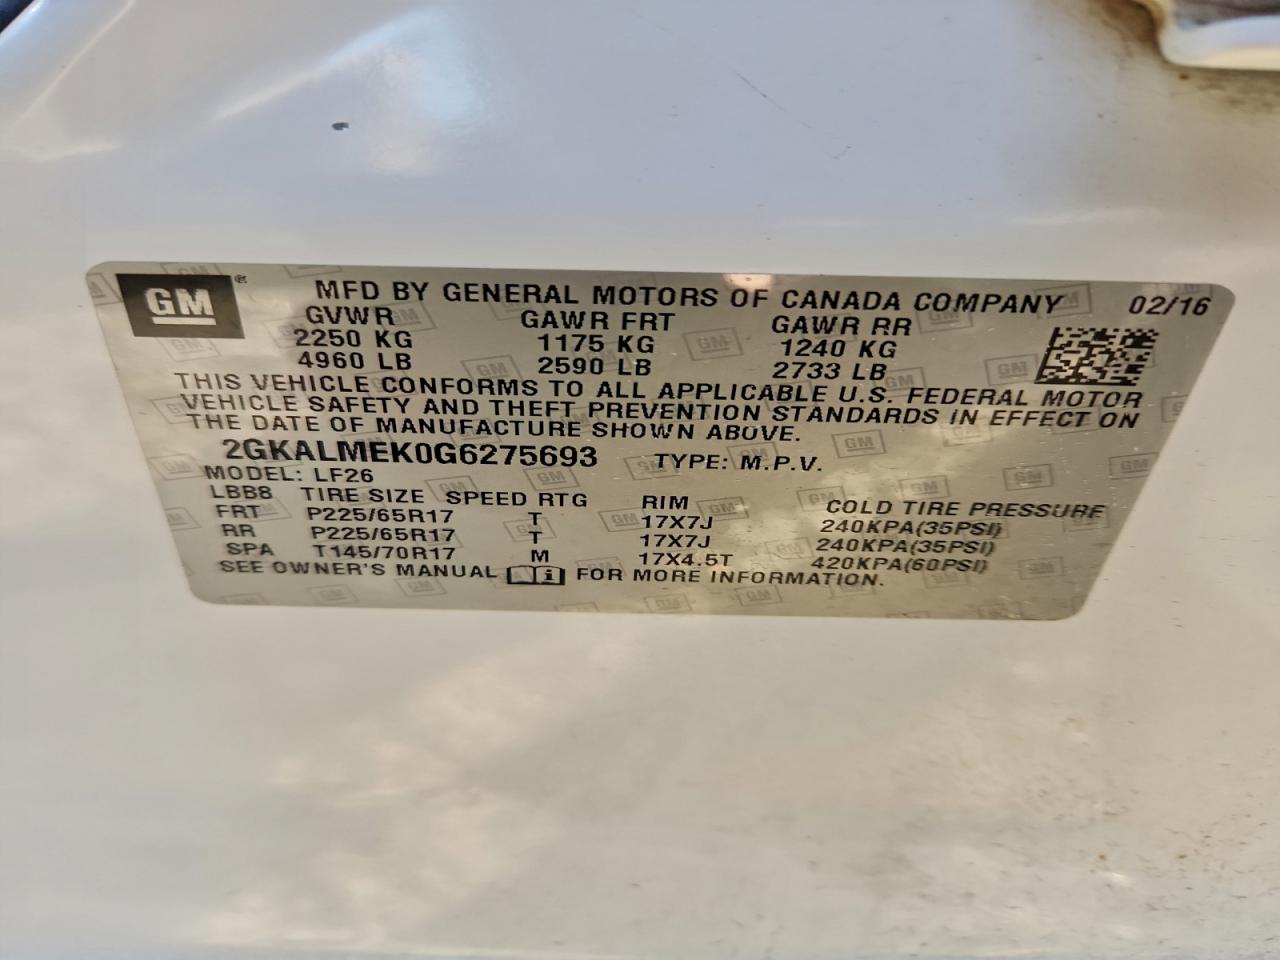 GM®
MFD BY GENERAL MOTORS OF CANADA COMPANY 02/16
GVWR GAWR FRT GAWR RR
2250 KG 1175 KG 1240 KG
4960 LB 2590 LB 2733 LB
THIS VEHICLE CONFORMS TO ALL APPLICABLE U.S. FEDERAL MOTOR
VEHICLE SAFETY AND THEFT PREVENTION STANDARDS IN EFFECT ON
THE DATE OF MANUFACTURE SHOWN ABOVE.
2GKALMEK0G6275693 TYPE: M.P.V.
MODEL: LF26
LBB8 TIRE SIZE SPEED RTG RIM COLD TIRE PRESSURE
FRT P225/65R17 T 17X7J 240KPA(35PSI)
RR P225/65R17 T 17X7J 240KPA(35PSI)
SPA T145/70R17 M 17X4.5T 420KPA(60PSI)
SEE OWNER'S MANUAL i FOR MORE INFORMATION.